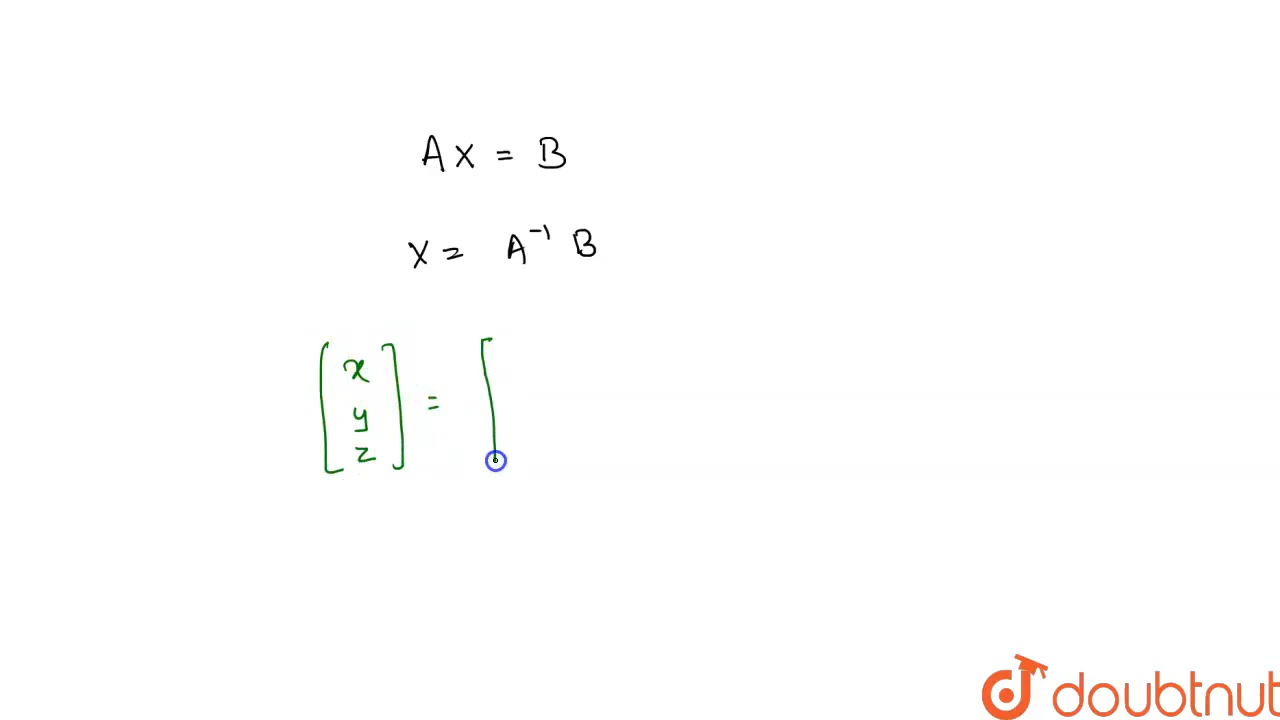 AX = B
X = A⁻¹ B
[x y z] = [
doubtnut